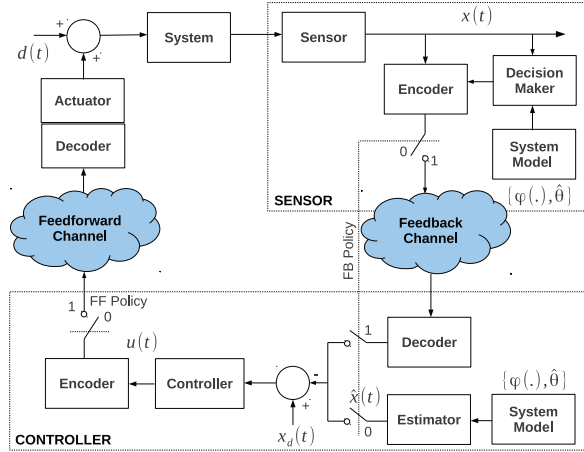 x(t)
+
d(t)
+
System
Sensor
Encoder
Decision
Maker
Actuator
Decoder
System
Model
0
1
{φ(.),θ̂}
SENSOR
Feedforward
Channel
Feedback
Channel
FB Policy
FF Policy
1
0
u(t)
1
Decoder
-
Encoder
Controller
+
x̂(t)
0
Estimator
{φ(.),θ̂}
System
Model
x_d(t)
CONTROLLER